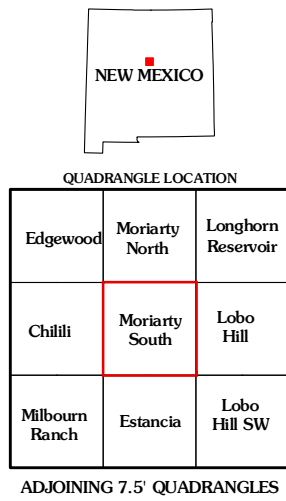 NEW MEXICO
QUADRANGLE LOCATION
Edgewood
Moriarty
North
Longhorn
Reservoir
Chilili
Moriarty
South
Lobo
Hill
Milbourn
Ranch
Estancia
Lobo
Hill SW
ADJOINING 7.5' QUADRANGLES